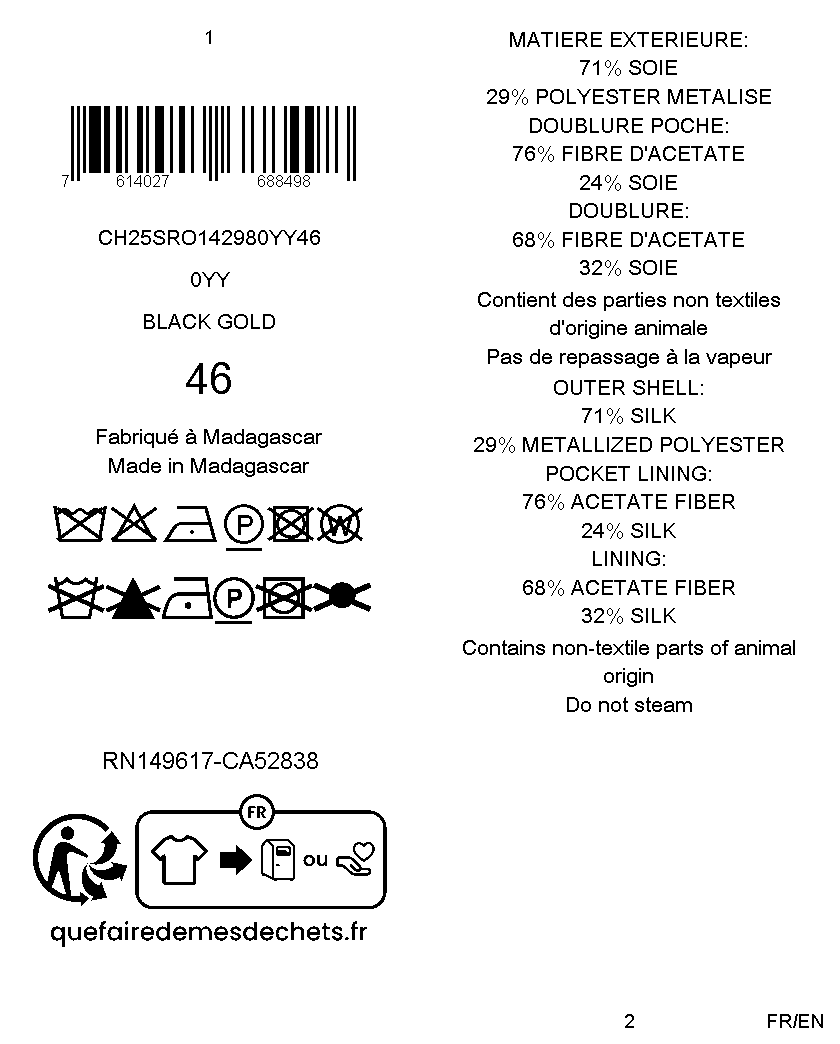 1
7 614027 688498
CH25SRO142980YY46
0YY
BLACK GOLD
46
Fabriqué à Madagascar
Made in Madagascar
P W
P
RN149617-CA52838
FR
ou
quefairedemesdechets.fr
MATIERE EXTERIEURE:
71% SOIE
29% POLYESTER METALISE
DOUBLURE POCHE:
76% FIBRE D'ACETATE
24% SOIE
DOUBLURE:
68% FIBRE D'ACETATE
32% SOIE
Contient des parties non textiles
d'origine animale
Pas de repassage à la vapeur
OUTER SHELL:
71% SILK
29% METALLIZED POLYESTER
POCKET LINING:
76% ACETATE FIBER
24% SILK
LINING:
68% ACETATE FIBER
32% SILK
Contains non-textile parts of animal
origin
Do not steam
2
FR/EN